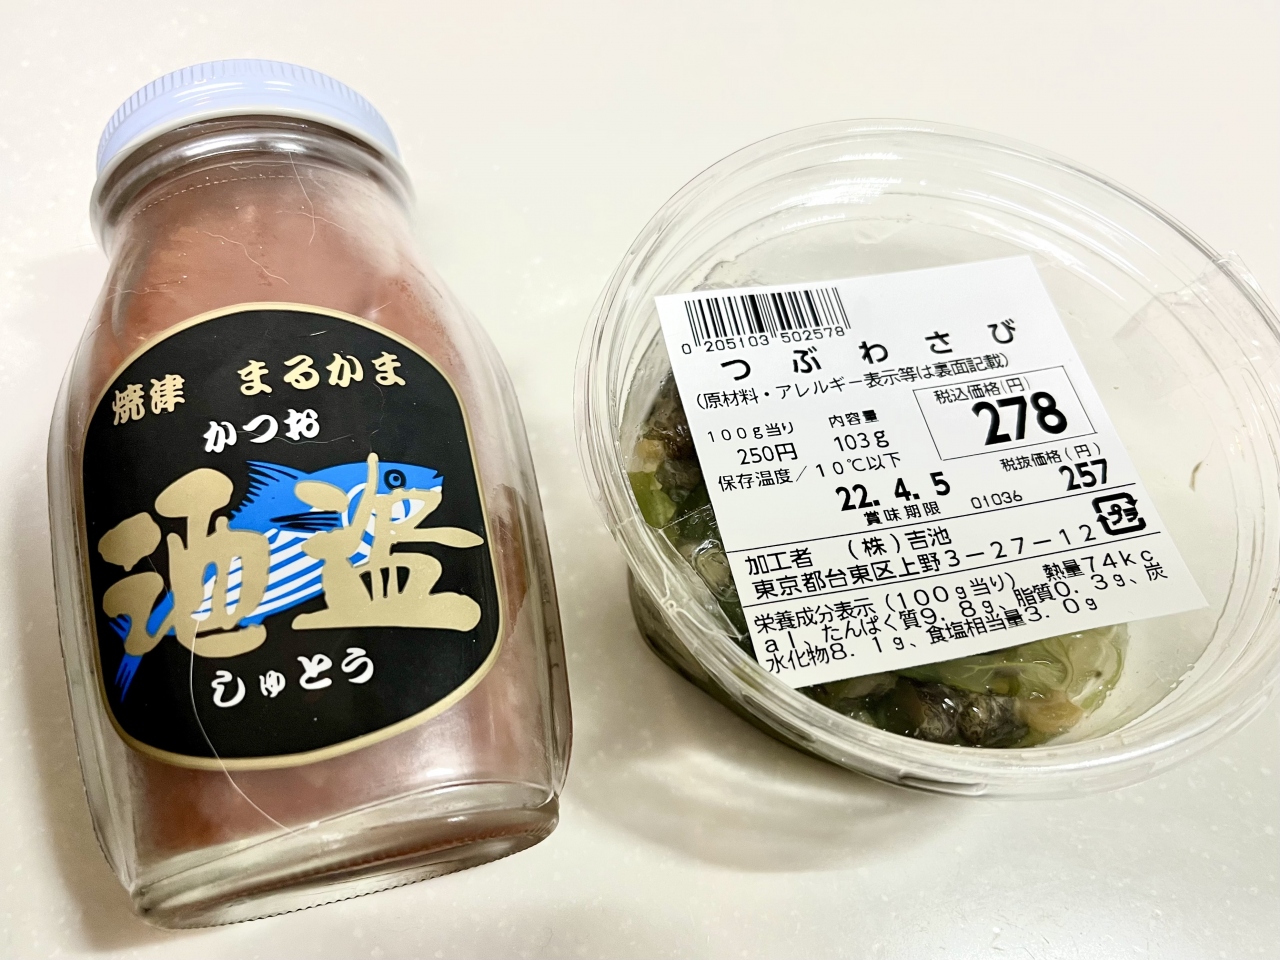 焼津 まるかま
かつお
酒盗
しゅとう
0 205103 502578
つぶわさび
(原材料・アレルギー表示等は裏面記載)
100g当り
250円
内容量
103g
税込価格(円)
278
保存温度/10℃以下
22.4.5
賞味期限
01036
税抜価格(円)
257
プラ
加工者 (株)吉池
東京都台東区上野3-27-12
栄養成分表示(100g当り) 熱量74kc
al、たんぱく質9.8g、脂質0.3g、炭
水化物8.1g、食塩相当量3.0g